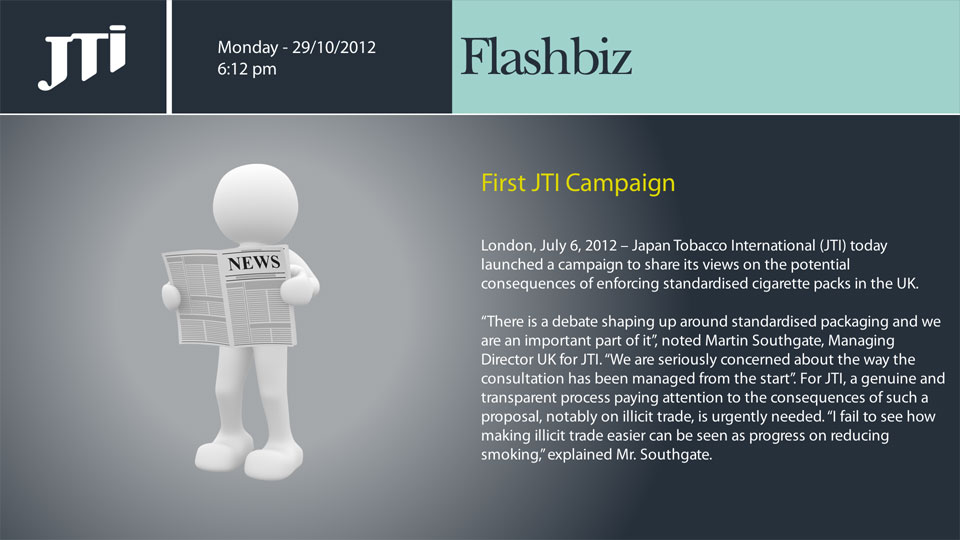 JTi
Monday - 29/10/2012
6:12 pm
Flashbiz
NEWS
First JTI Campaign
London, July 6, 2012 – Japan Tobacco International (JTI) today
launched a campaign to share its views on the potential
consequences of enforcing standardised cigarette packs in the UK.
“There is a debate shaping up around standardised packaging and we
are an important part of it”, noted Martin Southgate, Managing
Director UK for JTI. “We are seriously concerned about the way the
consultation has been managed from the start”. For JTI, a genuine and
transparent process paying attention to the consequences of such a
proposal, notably on illicit trade, is urgently needed. “I fail to see how
making illicit trade easier can be seen as progress on reducing
smoking,” explained Mr. Southgate.